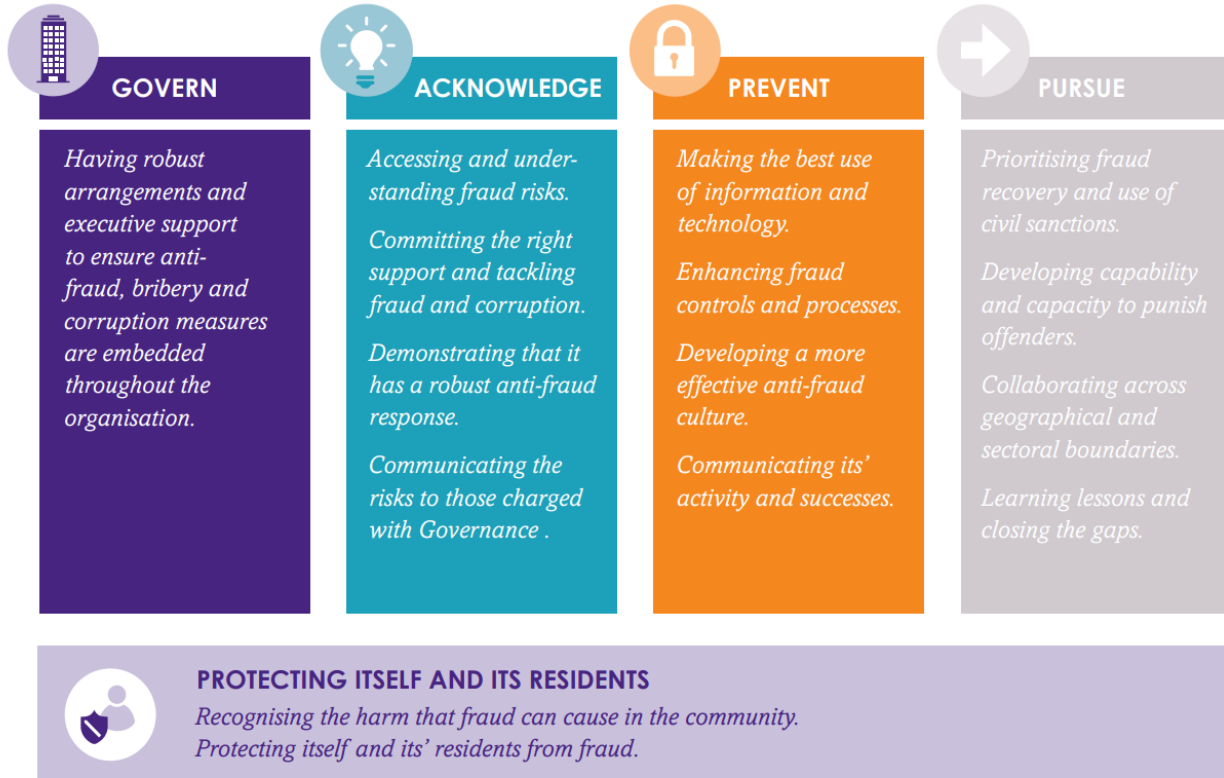 GOVERN
Having robust
arrangements and
executive support
to ensure anti-
fraud, bribery and
corruption measures
are embedded
throughout the
organisation.
ACKNOWLEDGE
Accessing and under-
standing fraud risks.
Committing the right
support and tackling
fraud and corruption.
Demonstrating that it
has a robust anti-fraud
response.
Communicating the
risks to those charged
with Governance .
PREVENT
Making the best use
of information and
technology.
Enhancing fraud
controls and processes.
Developing a more
effective anti-fraud
culture.
Communicating its’
activity and successes.
PURSUE
Prioritising fraud
recovery and use of
civil sanctions.
Developing capability
and capacity to punish
offenders.
Collaborating across
geographical and
sectoral boundaries.
Learning lessons and
closing the gaps.
PROTECTING ITSELF AND ITS RESIDENTS
Recognising the harm that fraud can cause in the community.
Protecting itself and its’ residents from fraud.